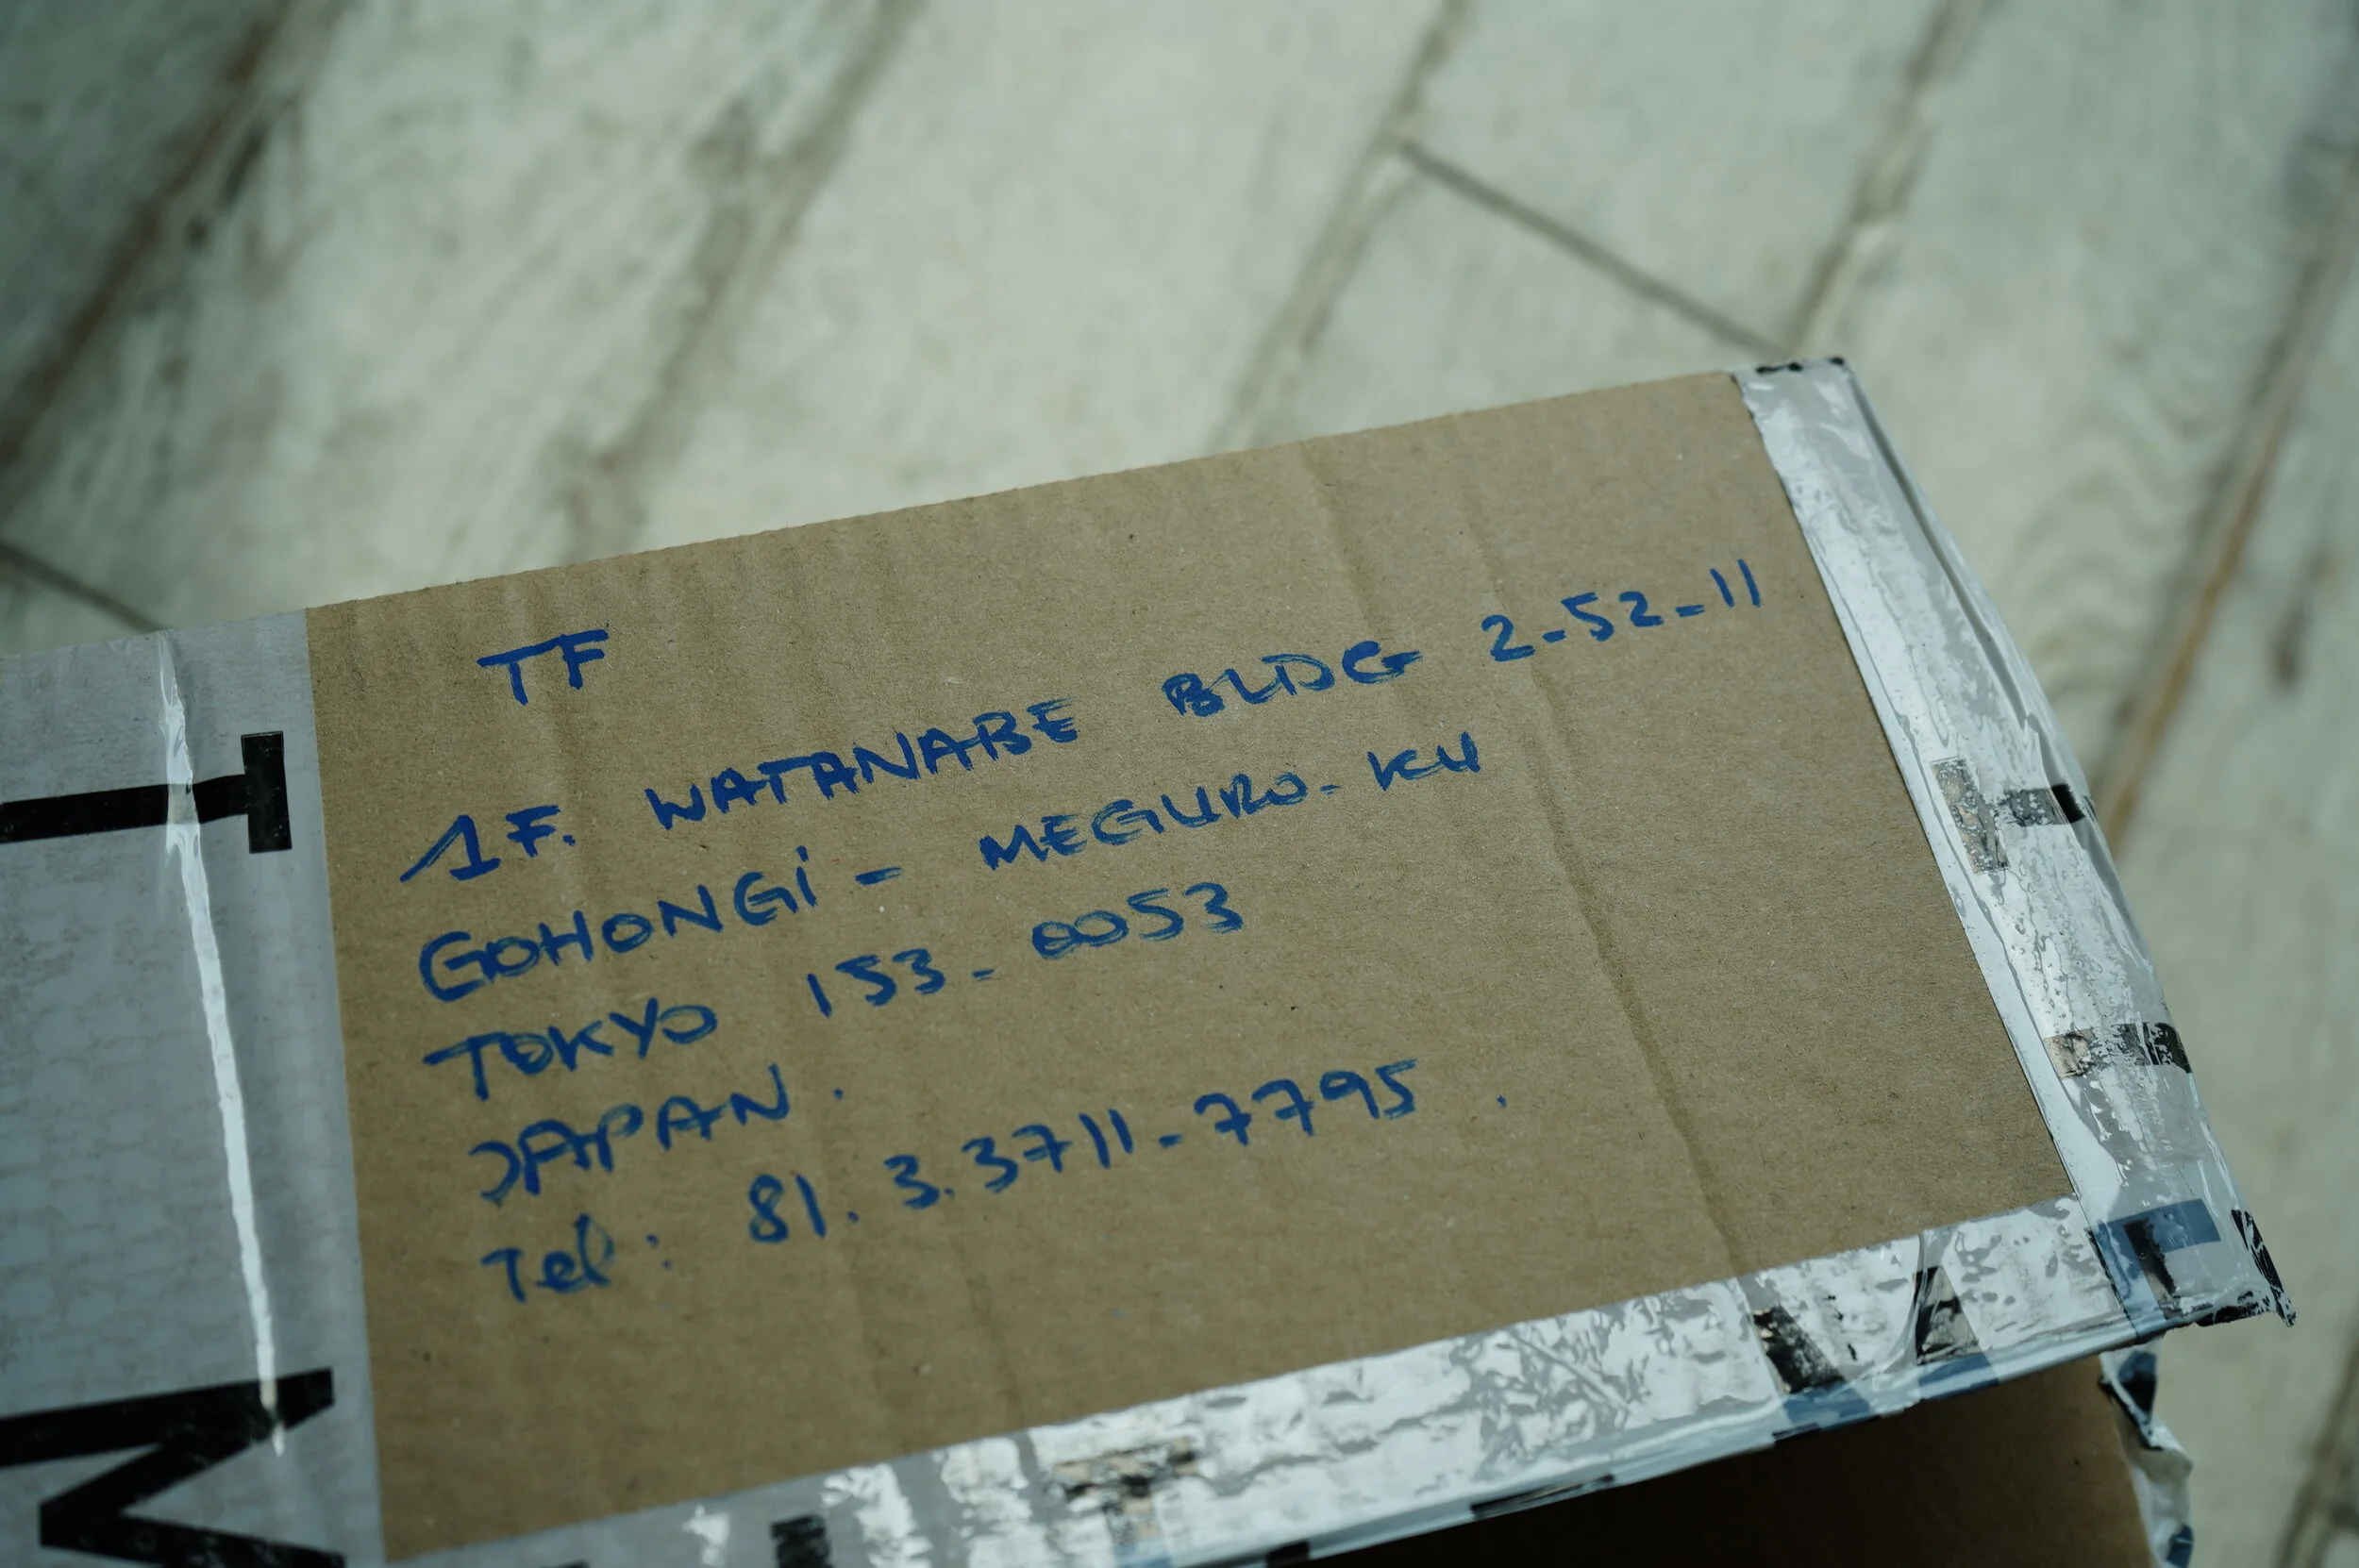 TF
1F. WATANABE BLDG 2-52-11
GOHONGi - MEGURO-KU
TOKYO 153-0053
JAPAN.
Tel: 81.3.3711-7795.